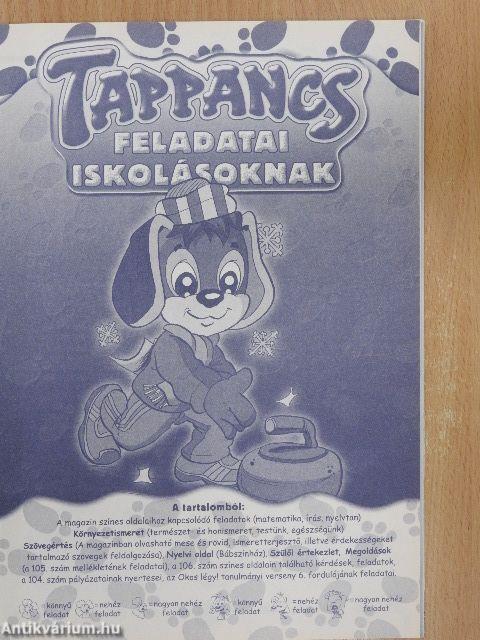 TAPPANCS
FELADATAI
ISKOLÁSOKNAK
A tartalomból:
A magazin színes oldalaihoz kapcsolódó feladatok (matematika, írás, nyelvtan)
Környezetismeret (természet- és honismeret, testünk, egészségünk)
Szövegértés (A magazinban olvasható mese és rövid, ismeretterjesztő, illetve érdekességeket
tartalmazó szövegek feldolgozása), Nyelvi oldal (Bábszínház), Szülői értekezlet, Megoldások
(a 105. szám mellékletének feladatai), a 106. szám színes oldalain található kérdések, feladatok,
a 104. szám pályázatainak nyertesei, az Okos légy! tanulmányi verseny 6. fordulójának feladatai.
=könnyű feladat =nehéz feladat =nagyon nehéz feladat =könnyű feladat =nehéz feladat =nagyon nehéz feladat
Antikvárium.hu